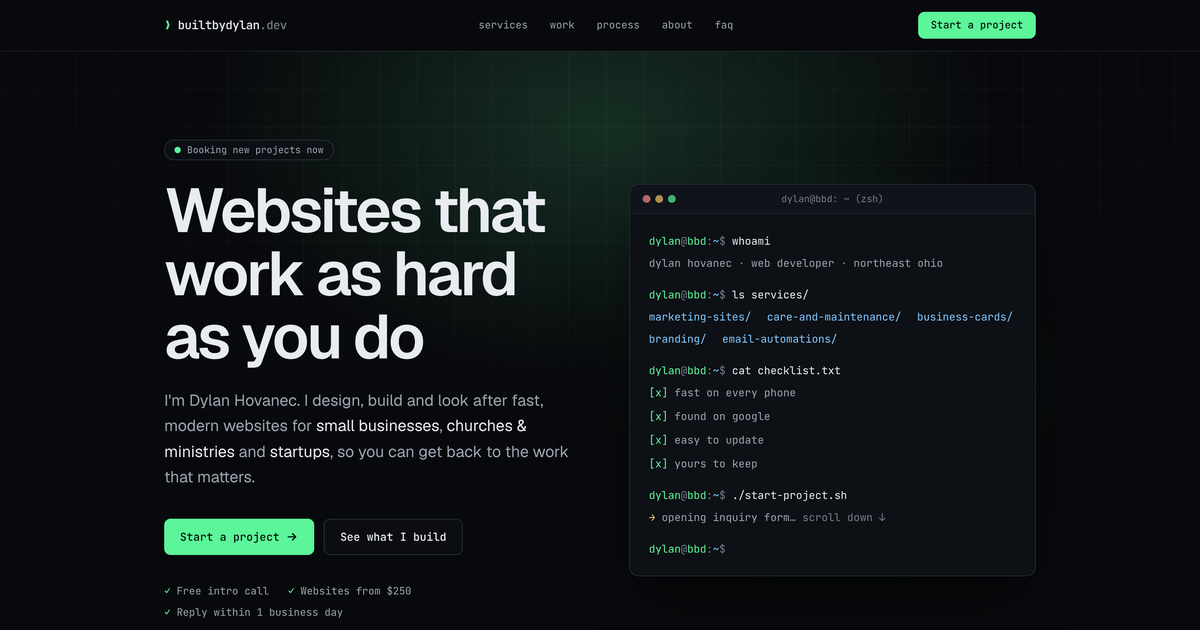 ❯ builtbydylan.dev
services work process about faq
Start a project
Booking new projects now
Websites that
work as hard
as you do
I'm Dylan Hovanec. I design, build and look after fast,
modern websites for small businesses, churches &
ministries and startups, so you can get back to the work
that matters.
Start a project →
See what I build
✓ Free intro call ✓ Websites from $250
✓ Reply within 1 business day
dylan@bbd: ~ (zsh)
dylan@bbd:~$ whoami
dylan hovanec · web developer · northeast ohio
dylan@bbd:~$ ls services/
marketing-sites/ care-and-maintenance/ business-cards/
branding/ email-automations/
dylan@bbd:~$ cat checklist.txt
[x] fast on every phone
[x] found on google
[x] easy to update
[x] yours to keep
dylan@bbd:~$ ./start-project.sh
→ opening inquiry form… scroll down ↓
dylan@bbd:~$